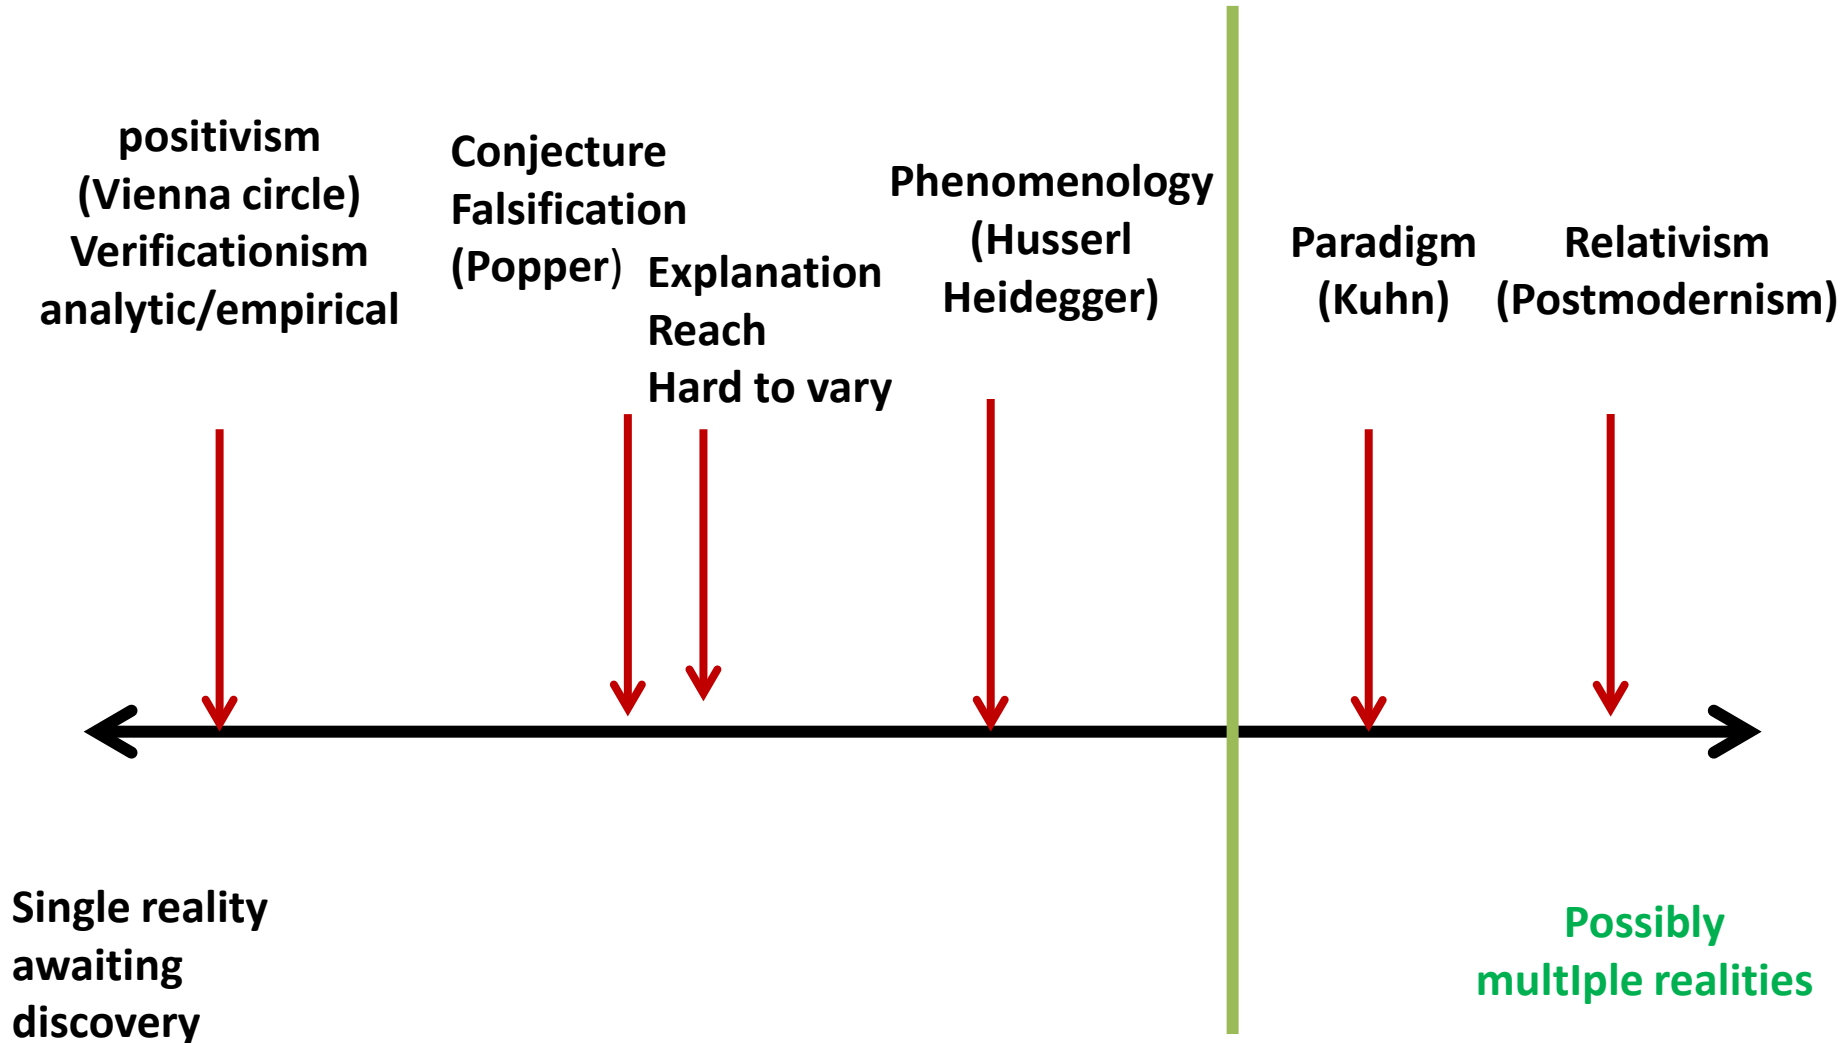 positivism
(Vienna circle)
Verificationism
analytic/empirical
Conjecture
Falsification
(Popper)
Explanation
Reach
Hard to vary
Phenomenology
(Husserl
Heidegger)
Paradigm
(Kuhn)
Relativism
(Postmodernism)
Single reality
awaiting
discovery
Possibly
multIple realities